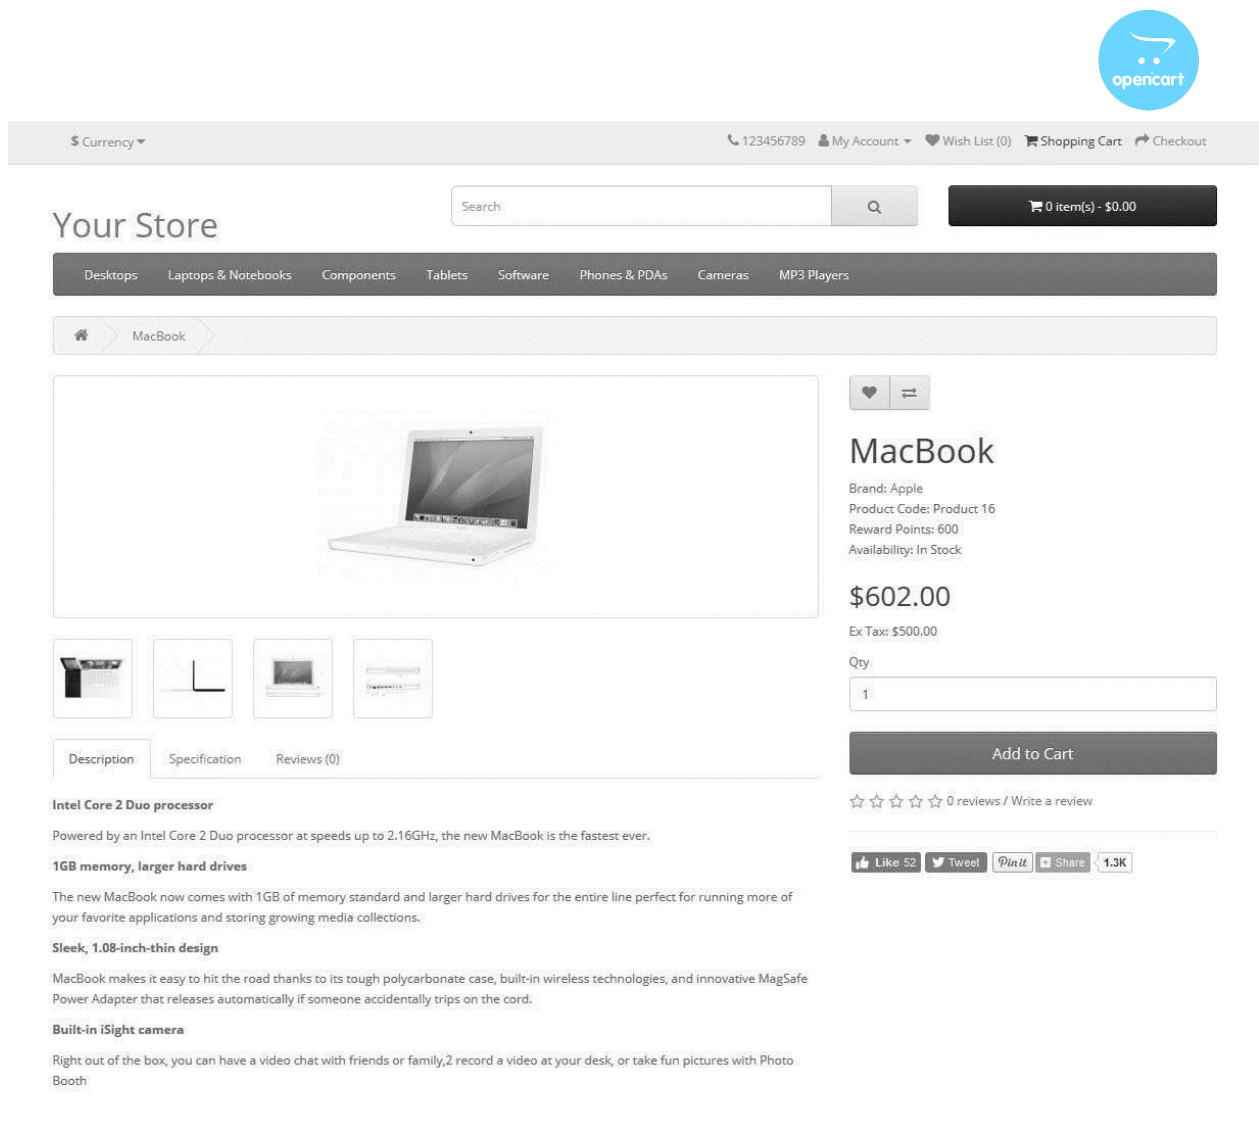 opencart
$ Currency
123456789 My Account Wish List (0) Shopping Cart Checkout
Your Store
Search
0 item(s) - $0.00
Desktops Laptops & Notebooks Components Tablets Software Phones & PDAs Cameras MP3 Players
MacBook
MacBook
Brand: Apple
Product Code: Product 16
Reward Points: 600
Availability: In Stock
$602.00
Ex Tax: $500.00
Qty
1
Add to Cart
0 reviews / Write a review
Like 52 Tweet Pin it Share 1.3K
Description Specification Reviews (0)
Intel Core 2 Duo processor
Powered by an Intel Core 2 Duo processor at speeds up to 2.16GHz, the new MacBook is the fastest ever.
1GB memory, larger hard drives
The new MacBook now comes with 1GB of memory standard and larger hard drives for the entire line perfect for running more of
your favorite applications and storing growing media collections.
Sleek, 1.08-inch-thin design
MacBook makes it easy to hit the road thanks to its tough polycarbonate case, built-in wireless technologies, and innovative MagSafe
Power Adapter that releases automatically if someone accidentally trips on the cord.
Built-in iSight camera
Right out of the box, you can have a video chat with friends or family,2 record a video at your desk, or take fun pictures with Photo
Booth